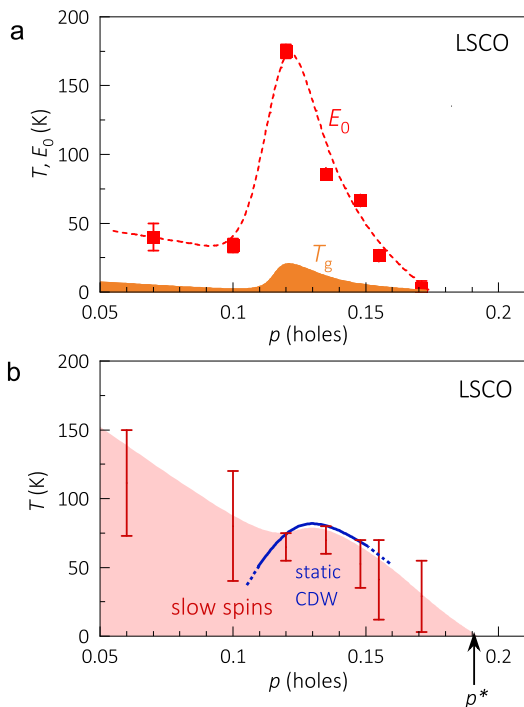 a
LSCO
200
150
100
50
0
T, E0 (K)
E0
Tg
0.05
0.1
0.15
0.2
p (holes)
b
LSCO
200
150
100
50
0
T (K)
static
CDW
slow spins
0.05
0.1
0.15
0.2
p (holes)
p*